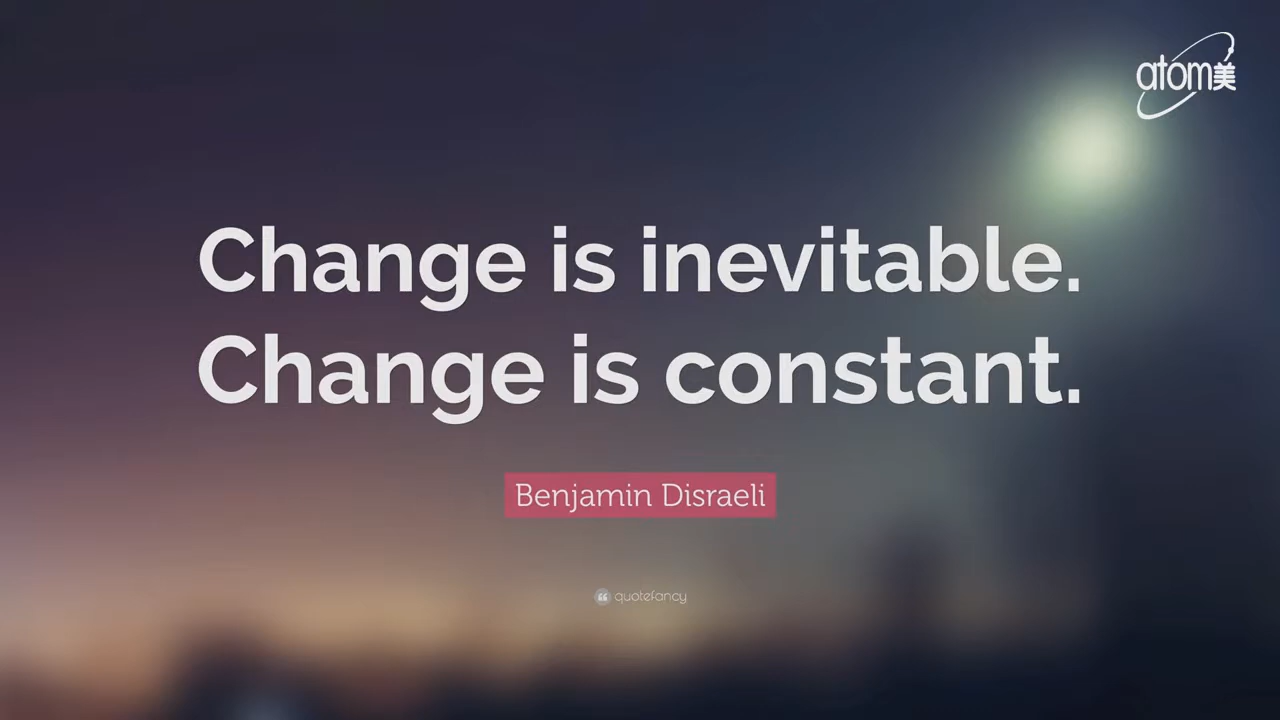 atom美
Change is inevitable.
Change is constant.
Benjamin Disraeli
quotefancy